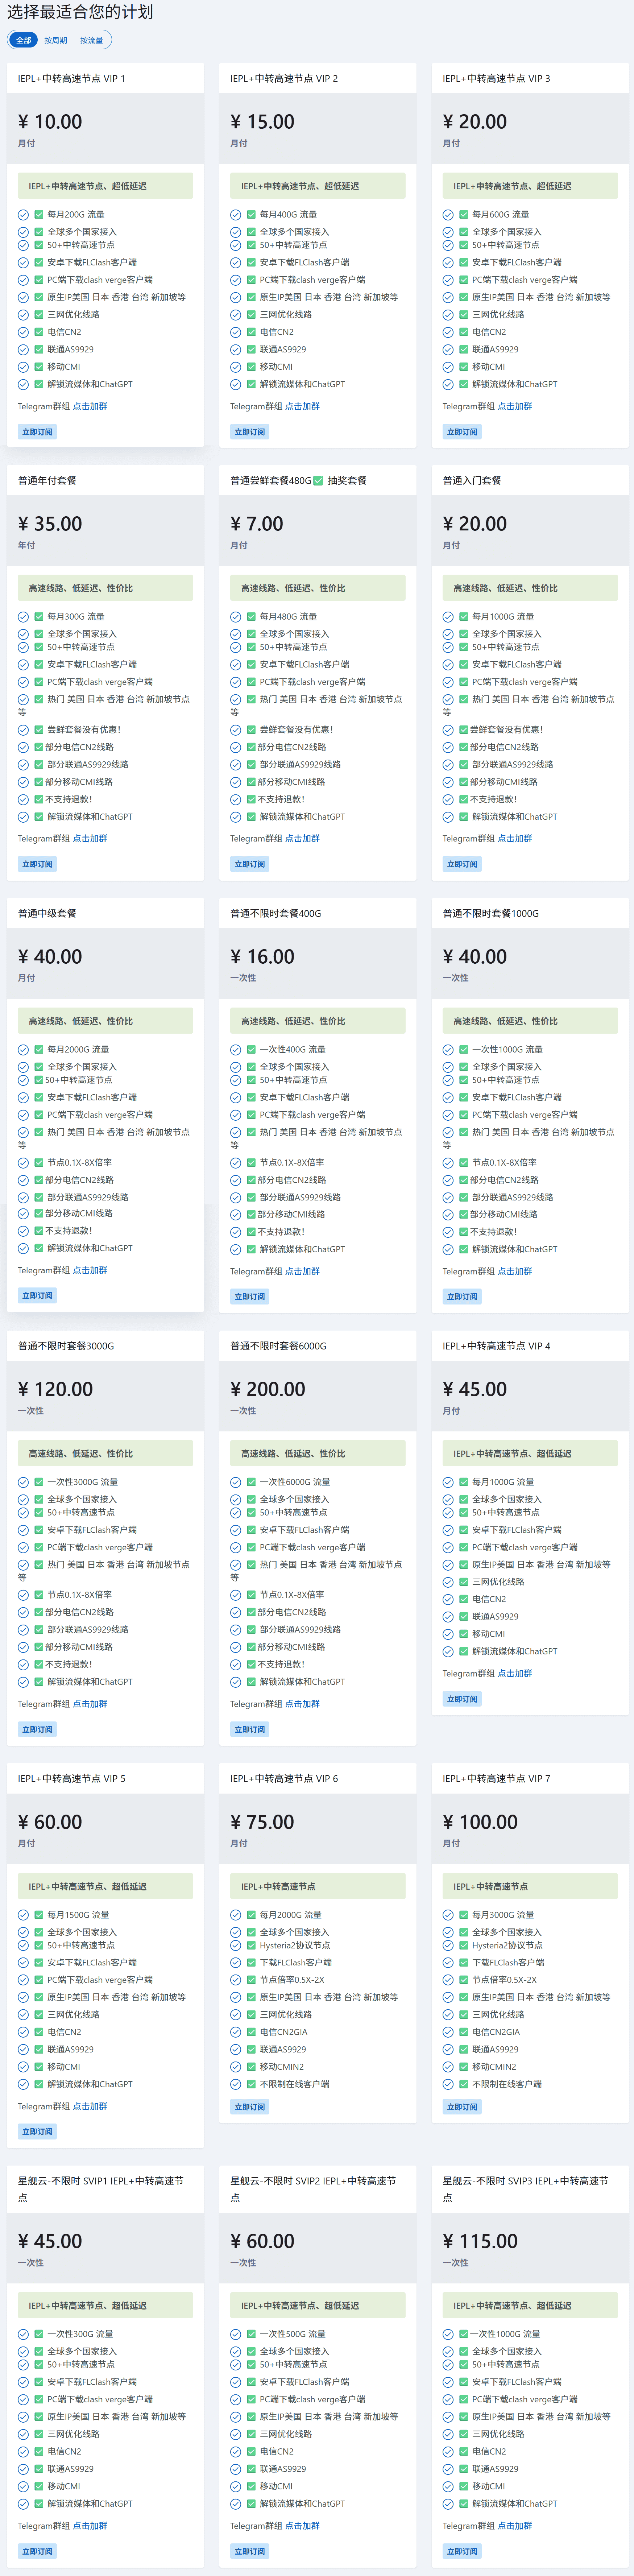 选择最适合您的计划
全部 按周期 按流量
IEPL+中转高速节点 VIP 1
¥ 10.00
月付
IEPL+中转高速节点、超低延迟
✅ 每月200G 流量
✅ 全球多个国家接入
✅ 50+中转高速节点
✅ 安卓下载FLClash客户端
✅ PC端下载clash verge客户端
✅ 原生IP美国 日本 香港 台湾 新加坡等
✅ 三网优化线路
✅ 电信CN2
✅ 联通AS9929
✅ 移动CMI
✅ 解锁流媒体和ChatGPT
Telegram群组 点击加群
立即订阅
IEPL+中转高速节点 VIP 2
¥ 15.00
月付
IEPL+中转高速节点、超低延迟
✅ 每月400G 流量
✅ 全球多个国家接入
✅ 50+中转高速节点
✅ 安卓下载FLClash客户端
✅ PC端下载clash verge客户端
✅ 原生IP美国 日本 香港 台湾 新加坡等
✅ 三网优化线路
✅ 电信CN2
✅ 联通AS9929
✅ 移动CMI
✅ 解锁流媒体和ChatGPT
Telegram群组 点击加群
立即订阅
IEPL+中转高速节点 VIP 3
¥ 20.00
月付
IEPL+中转高速节点、超低延迟
✅ 每月600G 流量
✅ 全球多个国家接入
✅ 50+中转高速节点
✅ 安卓下载FLClash客户端
✅ PC端下载clash verge客户端
✅ 原生IP美国 日本 香港 台湾 新加坡等
✅ 三网优化线路
✅ 电信CN2
✅ 联通AS9929
✅ 移动CMI
✅ 解锁流媒体和ChatGPT
Telegram群组 点击加群
立即订阅
普通年付套餐
¥ 35.00
年付
高速线路、低延迟、性价比
✅ 每月300G 流量
✅ 全球多个国家接入
✅ 50+中转高速节点
✅ 安卓下载FLClash客户端
✅ PC端下载clash verge客户端
✅ 热门 美国 日本 香港 台湾 新加坡节点
等
✅ 尝鲜套餐没有优惠!
✅部分电信CN2线路
✅ 部分联通AS9929线路
✅部分移动CMI线路
✅不支持退款!
✅ 解锁流媒体和ChatGPT
Telegram群组 点击加群
立即订阅
普通尝鲜套餐480G✅ 抽奖套餐
¥ 7.00
月付
高速线路、低延迟、性价比
✅ 每月480G 流量
✅ 全球多个国家接入
✅ 50+中转高速节点
✅ 安卓下载FLClash客户端
✅ PC端下载clash verge客户端
✅ 热门 美国 日本 香港 台湾 新加坡节点
等
✅ 尝鲜套餐没有优惠!
✅部分电信CN2线路
✅ 部分联通AS9929线路
✅部分移动CMI线路
✅不支持退款!
✅ 解锁流媒体和ChatGPT
Telegram群组 点击加群
立即订阅
普通入门套餐
¥ 20.00
月付
高速线路、低延迟、性价比
✅ 每月1000G 流量
✅ 全球多个国家接入
✅ 50+中转高速节点
✅ 安卓下载FLClash客户端
✅ PC端下载clash verge客户端
✅ 热门 美国 日本 香港 台湾 新加坡节点
等
✅尝鲜套餐没有优惠!
✅部分电信CN2线路
✅ 部分联通AS9929线路
✅部分移动CMI线路
✅不支持退款!
✅ 解锁流媒体和ChatGPT
Telegram群组 点击加群
立即订阅
普通中级套餐
¥ 40.00
月付
高速线路、低延迟、性价比
✅ 每月2000G 流量
✅ 全球多个国家接入
✅50+中转高速节点
✅ 安卓下载FLClash客户端
✅ PC端下载clash verge客户端
✅ 热门 美国 日本 香港 台湾 新加坡节点
等
✅ 节点0.1X-8X倍率
✅部分电信CN2线路
✅ 部分联通AS9929线路
✅部分移动CMI线路
✅不支持退款!
✅ 解锁流媒体和ChatGPT
Telegram群组 点击加群
立即订阅
普通不限时套餐400G
¥ 16.00
一次性
高速线路、低延迟、性价比
✅ 一次性400G 流量
✅ 全球多个国家接入
✅ 50+中转高速节点
✅ 安卓下载FLClash客户端
✅ PC端下载clash verge客户端
✅ 热门 美国 日本 香港 台湾 新加坡节点
等
✅ 节点0.1X-8X倍率
✅部分电信CN2线路
✅ 部分联通AS9929线路
✅部分移动CMI线路
✅不支持退款!
✅ 解锁流媒体和ChatGPT
Telegram群组 点击加群
立即订阅
普通不限时套餐1000G
¥ 40.00
一次性
高速线路、低延迟、性价比
✅ 一次性1000G 流量
✅ 全球多个国家接入
✅ 50+中转高速节点
✅ 安卓下载FLClash客户端
✅ PC端下载clash verge客户端
✅ 热门 美国 日本 香港 台湾 新加坡节点
等
✅ 节点0.1X-8X倍率
✅部分电信CN2线路
✅ 部分联通AS9929线路
✅部分移动CMI线路
✅不支持退款!
✅ 解锁流媒体和ChatGPT
Telegram群组 点击加群
立即订阅
普通不限时套餐3000G
¥ 120.00
一次性
高速线路、低延迟、性价比
✅ 一次性3000G 流量
✅ 全球多个国家接入
✅ 50+中转高速节点
✅ 安卓下载FLClash客户端
✅ PC端下载clash verge客户端
✅ 热门 美国 日本 香港 台湾 新加坡节点
等
✅ 节点0.1X-8X倍率
✅部分电信CN2线路
✅ 部分联通AS9929线路
✅部分移动CMI线路
✅不支持退款!
✅ 解锁流媒体和ChatGPT
Telegram群组 点击加群
立即订阅
普通不限时套餐6000G
¥ 200.00
一次性
高速线路、低延迟、性价比
✅ 一次性6000G 流量
✅ 全球多个国家接入
✅ 50+中转高速节点
✅ 安卓下载FLClash客户端
✅ PC端下载clash verge客户端
✅ 热门 美国 日本 香港 台湾 新加坡节点
等
✅ 节点0.1X-8X倍率
✅部分电信CN2线路
✅ 部分联通AS9929线路
✅部分移动CMI线路
✅不支持退款!
✅ 解锁流媒体和ChatGPT
Telegram群组 点击加群
立即订阅
IEPL+中转高速节点 VIP 4
¥ 45.00
月付
IEPL+中转高速节点、超低延迟
✅ 每月1000G 流量
✅ 全球多个国家接入
✅ 50+中转高速节点
✅ 安卓下载FLClash客户端
✅ PC端下载clash verge客户端
✅ 原生IP美国 日本 香港 台湾 新加坡等
✅ 三网优化线路
✅ 电信CN2
✅ 联通AS9929
✅ 移动CMI
✅ 解锁流媒体和ChatGPT
Telegram群组 点击加群
立即订阅
IEPL+中转高速节点 VIP 5
¥ 60.00
月付
IEPL+中转高速节点、超低延迟
✅ 每月1500G 流量
✅ 全球多个国家接入
✅ 50+中转高速节点
✅ 安卓下载FLClash客户端
✅ PC端下载clash verge客户端
✅ 原生IP美国 日本 香港 台湾 新加坡等
✅ 三网优化线路
✅ 电信CN2
✅ 联通AS9929
✅ 移动CMI
✅ 解锁流媒体和ChatGPT
Telegram群组 点击加群
立即订阅
IEPL+中转高速节点 VIP 6
¥ 75.00
月付
IEPL+中转高速节点
✅ 每月2000G 流量
✅ 全球多个国家接入
✅ Hysteria2协议节点
✅ 下载FLClash客户端
✅ 节点倍率0.5X-2X
✅ 原生IP美国 日本 香港 台湾 新加坡等
✅ 三网优化线路
✅ 电信CN2GIA
✅ 联通AS9929
✅ 移动CMIN2
✅ 不限制在线客户端
立即订阅
IEPL+中转高速节点 VIP 7
¥ 100.00
月付
IEPL+中转高速节点
✅ 每月3000G 流量
✅ 全球多个国家接入
✅ Hysteria2协议节点
✅ 下载FLClash客户端
✅ 节点倍率0.5X-2X
✅ 原生IP美国 日本 香港 台湾 新加坡等
✅ 三网优化线路
✅ 电信CN2GIA
✅ 联通AS9929
✅ 移动CMIN2
✅ 不限制在线客户端
立即订阅
星舰云-不限时 SVIP1 IEPL+中转高速节
点
¥ 45.00
一次性
IEPL+中转高速节点、超低延迟
✅ 一次性300G 流量
✅ 全球多个国家接入
✅ 50+中转高速节点
✅ 安卓下载FLClash客户端
✅ PC端下载clash verge客户端
✅ 原生IP美国 日本 香港 台湾 新加坡等
✅ 三网优化线路
✅ 电信CN2
✅ 联通AS9929
✅ 移动CMI
✅ 解锁流媒体和ChatGPT
Telegram群组 点击加群
立即订阅
星舰云-不限时 SVIP2 IEPL+中转高速节
点
¥ 60.00
一次性
IEPL+中转高速节点、超低延迟
✅ 一次性500G 流量
✅ 全球多个国家接入
✅ 50+中转高速节点
✅ 安卓下载FLClash客户端
✅ PC端下载clash verge客户端
✅ 原生IP美国 日本 香港 台湾 新加坡等
✅ 三网优化线路
✅ 电信CN2
✅ 联通AS9929
✅ 移动CMI
✅ 解锁流媒体和ChatGPT
Telegram群组 点击加群
立即订阅
星舰云-不限时 SVIP3 IEPL+中转高速节
点
¥ 115.00
一次性
IEPL+中转高速节点、超低延迟
✅一次性1000G 流量
✅ 全球多个国家接入
✅ 50+中转高速节点
✅ 安卓下载FLClash客户端
✅ PC端下载clash verge客户端
✅ 原生IP美国 日本 香港 台湾 新加坡等
✅ 三网优化线路
✅ 电信CN2
✅ 联通AS9929
✅ 移动CMI
✅ 解锁流媒体和ChatGPT
Telegram群组 点击加群
立即订阅